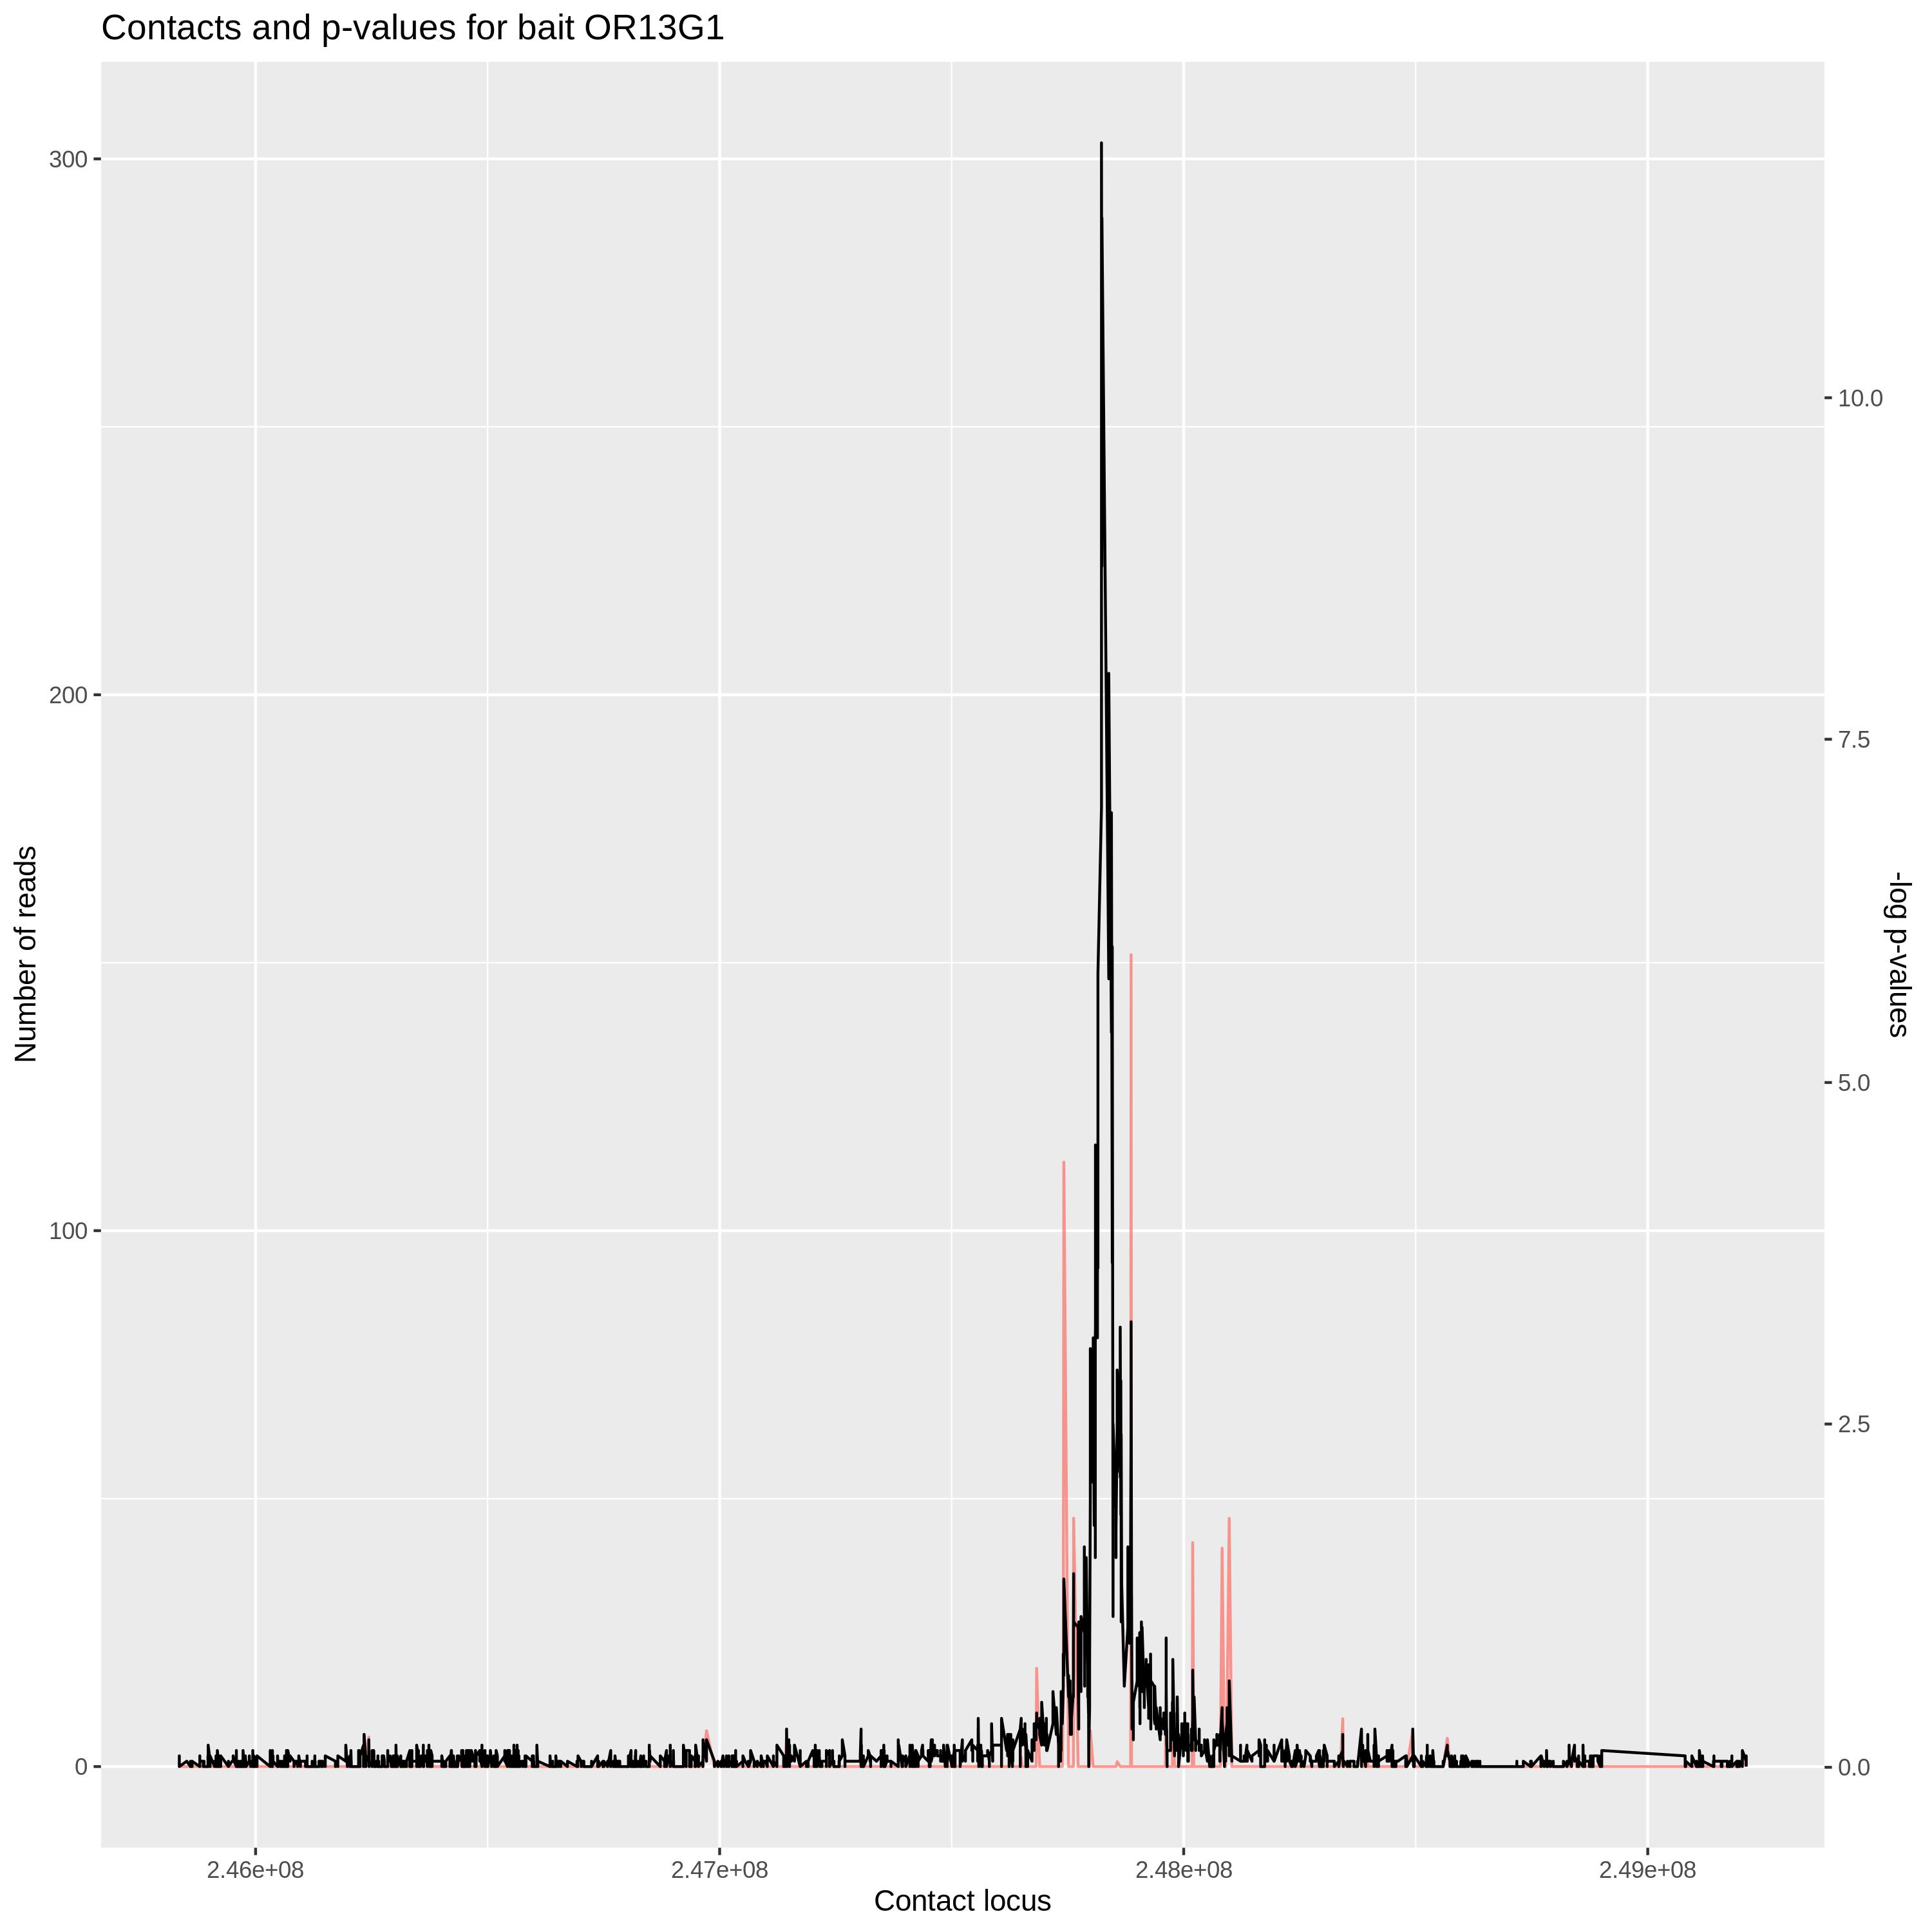 Contacts and p-values for bait OR13G1
300
200
100
0
Number of reads
10.0
7.5
5.0
2.5
0.0
-log p-values
2.46e+08 2.47e+08 2.48e+08 2.49e+08
Contact locus